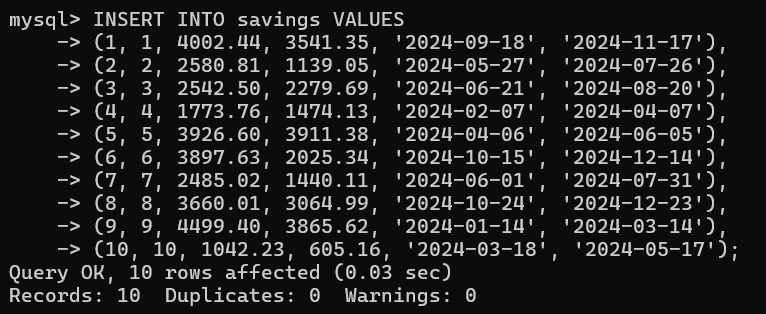 mysql> INSERT INTO savings VALUES
    -> (1, 1, 4002.44, 3541.35, '2024-09-18', '2024-11-17'),
    -> (2, 2, 2580.81, 1139.05, '2024-05-27', '2024-07-26'),
    -> (3, 3, 2542.50, 2279.69, '2024-06-21', '2024-08-20'),
    -> (4, 4, 1773.76, 1474.13, '2024-02-07', '2024-04-07'),
    -> (5, 5, 3926.60, 3911.38, '2024-04-06', '2024-06-05'),
    -> (6, 6, 3897.63, 2025.34, '2024-10-15', '2024-12-14'),
    -> (7, 7, 2485.02, 1440.11, '2024-06-01', '2024-07-31'),
    -> (8, 8, 3660.01, 3064.99, '2024-10-24', '2024-12-23'),
    -> (9, 9, 4499.40, 3865.62, '2024-01-14', '2024-03-14'),
    -> (10, 10, 1042.23, 605.16, '2024-03-18', '2024-05-17');
Query OK, 10 rows affected (0.03 sec)
Records: 10  Duplicates: 0  Warnings: 0